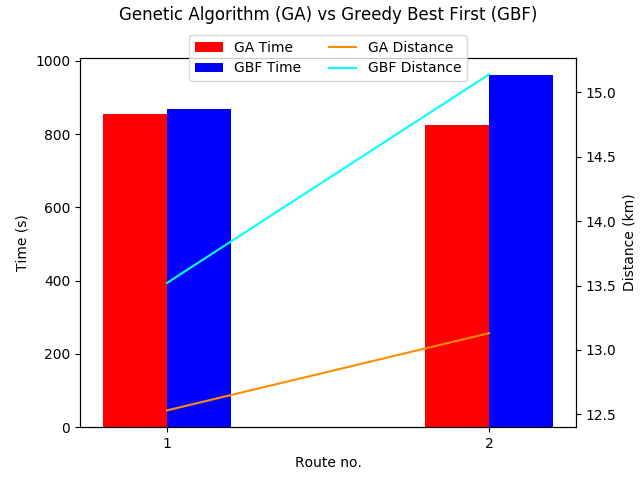 Genetic Algorithm (GA) vs Greedy Best First (GBF)
GA Time
GBF Time
GA Distance
GBF Distance
1000
800
600
400
200
0
Time (s)
15.0
14.5
14.0
13.5
13.0
12.5
Distance (km)
1
2
Route no.